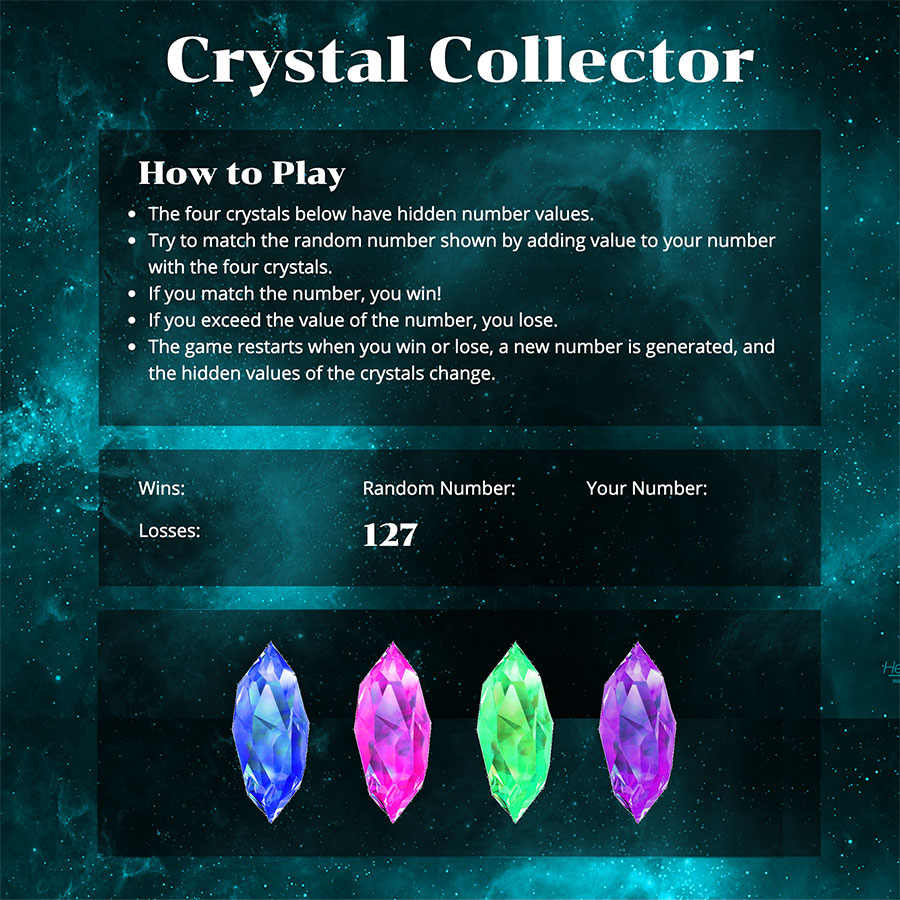 Crystal Collector
How to Play
• The four crystals below have hidden number values.
• Try to match the random number shown by adding value to your number
with the four crystals.
• If you match the number, you win!
• If you exceed the value of the number, you lose.
• The game restarts when you win or lose, a new number is generated, and
the hidden values of the crystals change.
Wins:
Random Number:
Your Number:
Losses:
127